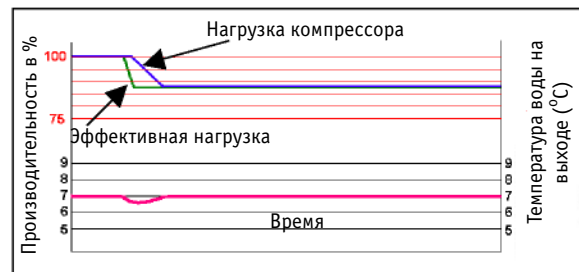 Нагрузка компрессора
100
Эффективная нагрузка
75
Производительность в %
9
8
7
6
5
Время
9
8
7
6
5
Температура воды на
выходе (°C)